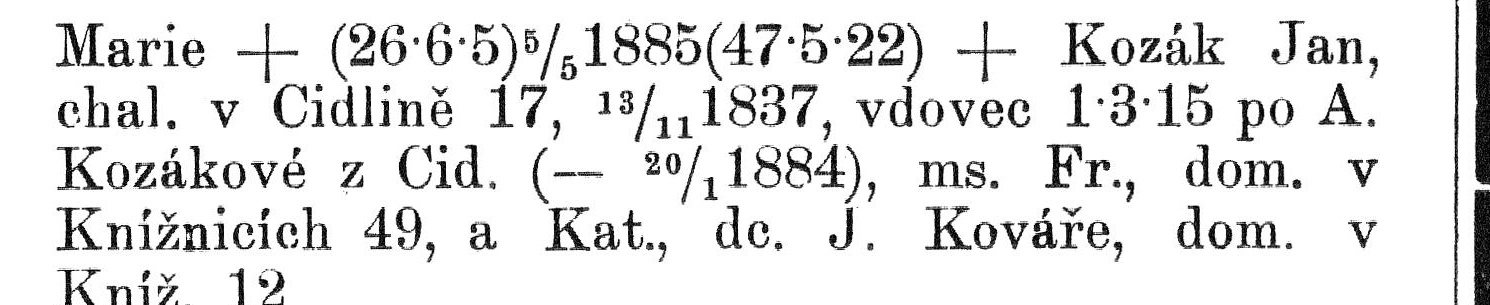 Marie + (26·6·5)⁵/₅1885(47·5·22) + Kozák Jan,
chal. v Cidlině 17, ¹³/₁₁1837, vdovec 1·3·15 po A.
Kozákové z Cid. (— ²⁰/₁1884), ms. Fr., dom. v
Knížnicích 49, a Kat., dc. J. Kováře, dom. v
Kníž. 12